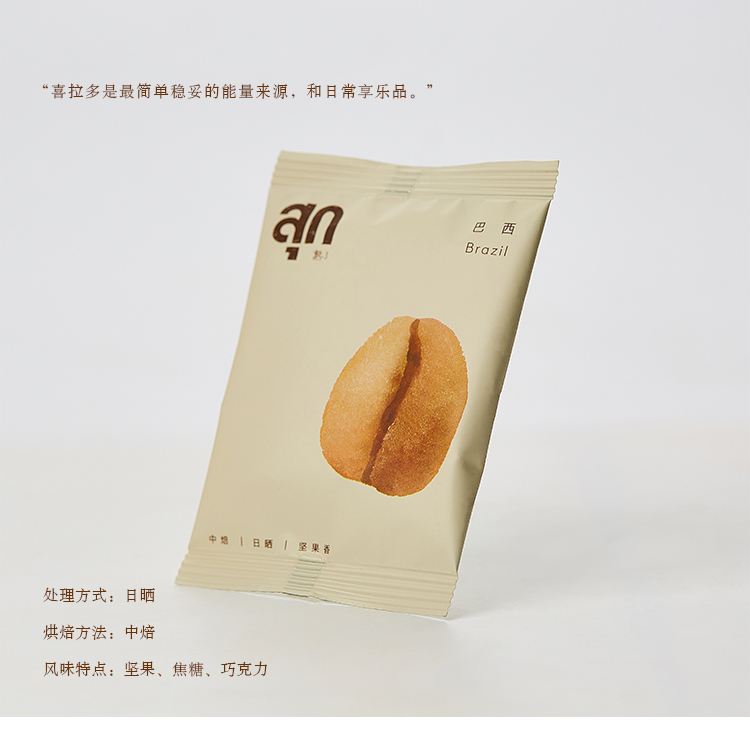 “喜拉多是最简单稳妥的能量来源，和日常享乐品。”
สุก
巴西
Brazil
中焙 | 日晒 | 坚果香
处理方式：日晒
烘焙方法：中焙
风味特点：坚果、焦糖、巧克力